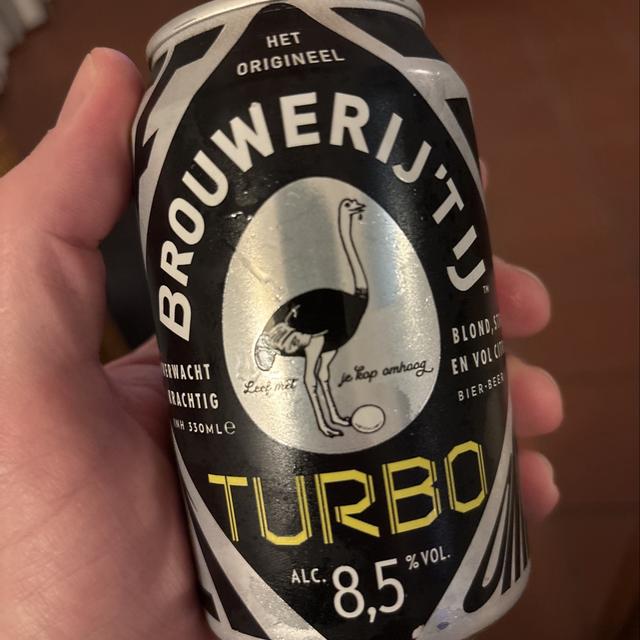 HET
ORIGINEEL
BROUWERIJ 'T IJ
TM
Leef met je kop omhoog
BLOND, 
EN VOL
BIER-BEER
330ML e
TURBO
ALC. 8,5 % VOL.